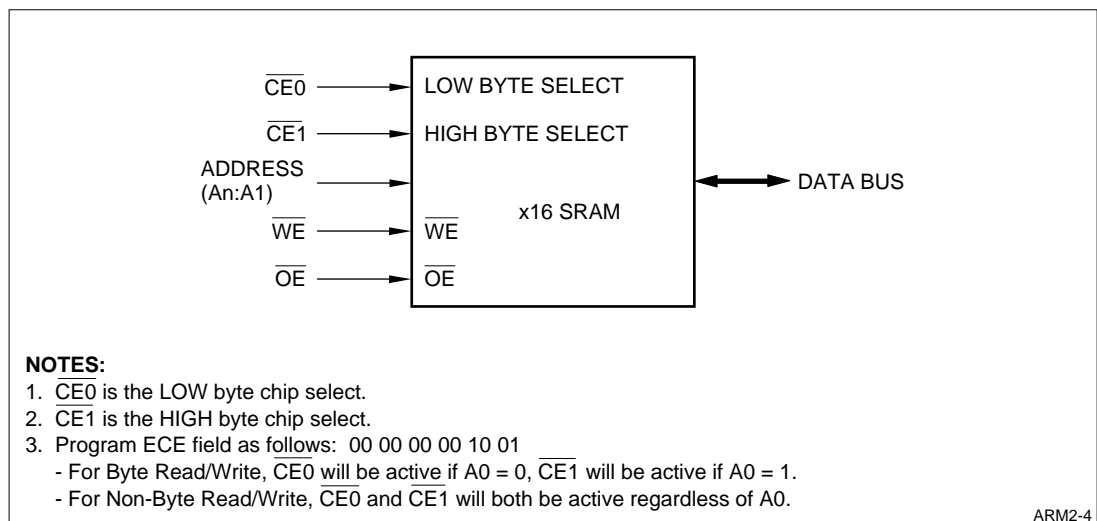 CE0
LOW BYTE SELECT
CE1
HIGH BYTE SELECT
ADDRESS
(An:A1)
DATA BUS
x16 SRAM
WE
WE
OE
OE
NOTES:
1. CE0 is the LOW byte chip select.
2. CE1 is the HIGH byte chip select.
3. Program ECE field as follows: 00 00 00 00 10 01
- For Byte Read/Write, CE0 will be active if A0 = 0, CE1 will be active if A0 = 1.
- For Non-Byte Read/Write, CE0 and CE1 will both be active regardless of A0.
ARM2-4